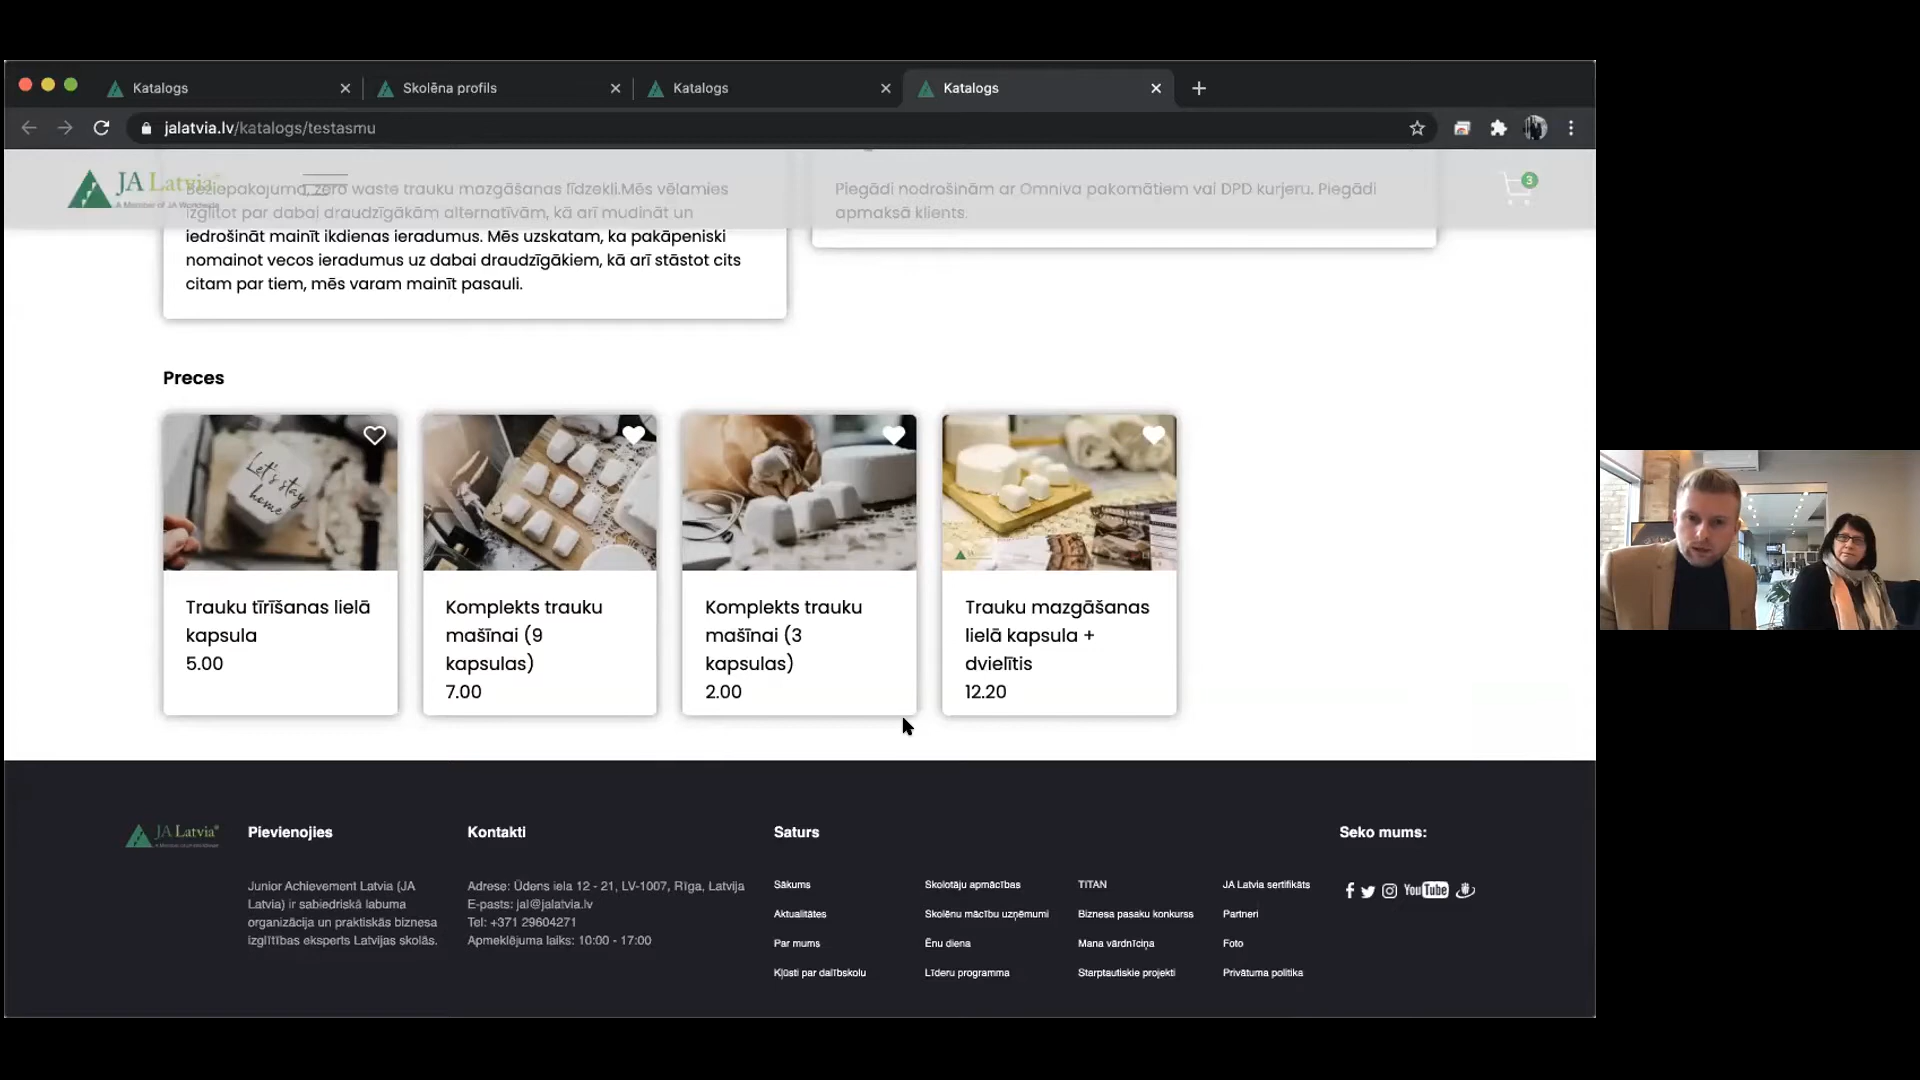 Katalogs
Skolēna profils
Katalogs
Katalogs
jalatvia.lv/katalogs/testasmu
JA Latvia
A Member of JA Worldwide
3
Beziepakojuma, zero waste trauku mazgāšanas līdzekli.Mēs vēlamies
izglītot par dabai draudzīgākām alternatīvām, kā arī mudināt un
iedrošināt mainīt ikdienas ieradumus. Mēs uzskatam, ka pakāpeniski
nomainot vecos ieradumus uz dabai draudzīgākiem, kā arī stāstot cits
citam par tiem, mēs varam mainīt pasauli.
Piegādi nodrošinām ar Omniva pakomātiem vai DPD kurjeru. Piegādi
apmaksā klients.
Preces
Let's stay
home
Trauku tīrīšanas lielā
kapsula
5.00
Komplekts trauku
mašīnai (9
kapsulas)
7.00
Komplekts trauku
mašīnai (3
kapsulas)
2.00
Trauku mazgāšanas
lielā kapsula +
dvielītis
12.20
JA Latvia®
Pievienojies
Junior Achievement Latvia (JA
Latvia) ir sabiedriskā labuma
organizācija un praktiskās biznesa
izglītības eksperts Latvijas skolās.
Kontakti
Adrese: Ūdens iela 12 - 21, LV-1007, Rīga, Latvija
E-pasts: jal@jalatvia.lv
Tel: +371 29604271
Apmeklējuma laiks: 10:00 - 17:00
Saturs
Sākums
Aktualitātes
Par mums
Kļūsti par dalībskolu
Skolotāju apmācības
Skolēnu mācību uzņēmumi
Ēnu diena
Līderu programma
TITAN
Biznesa pasaku konkurss
Mana vārdnīciņa
Starptautiskie projekti
JA Latvia sertifikāts
Partneri
Foto
Privātuma politika
Seko mums:
YouTube